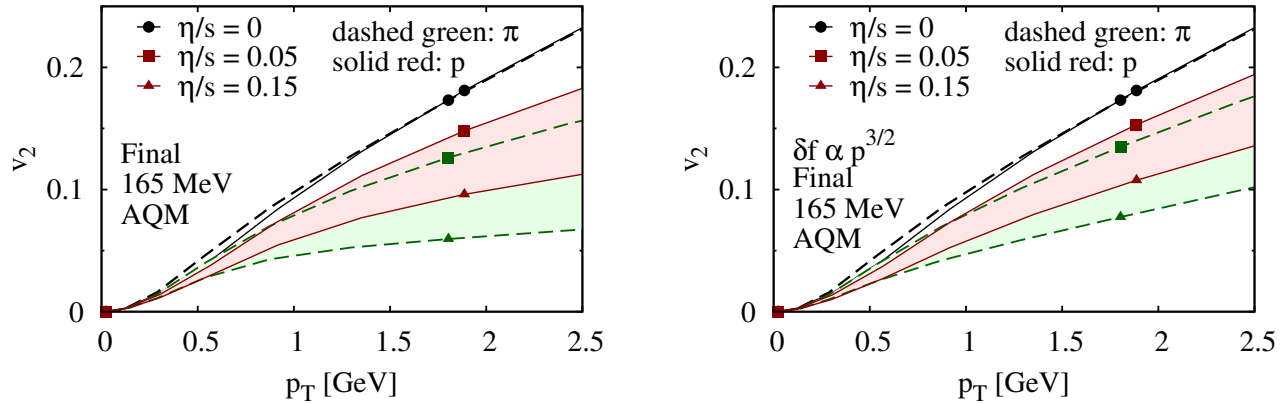 η/s = 0
η/s = 0.05
η/s = 0.15
dashed green: π
solid red: p
Final
165 MeV
AQM
v₂
0.2
0.1
0
0 0.5 1 1.5 2 2.5
p_T [GeV]
η/s = 0
η/s = 0.05
η/s = 0.15
dashed green: π
solid red: p
δf α p^{3/2}
Final
165 MeV
AQM
v₂
0.2
0.1
0
0 0.5 1 1.5 2 2.5
p_T [GeV]